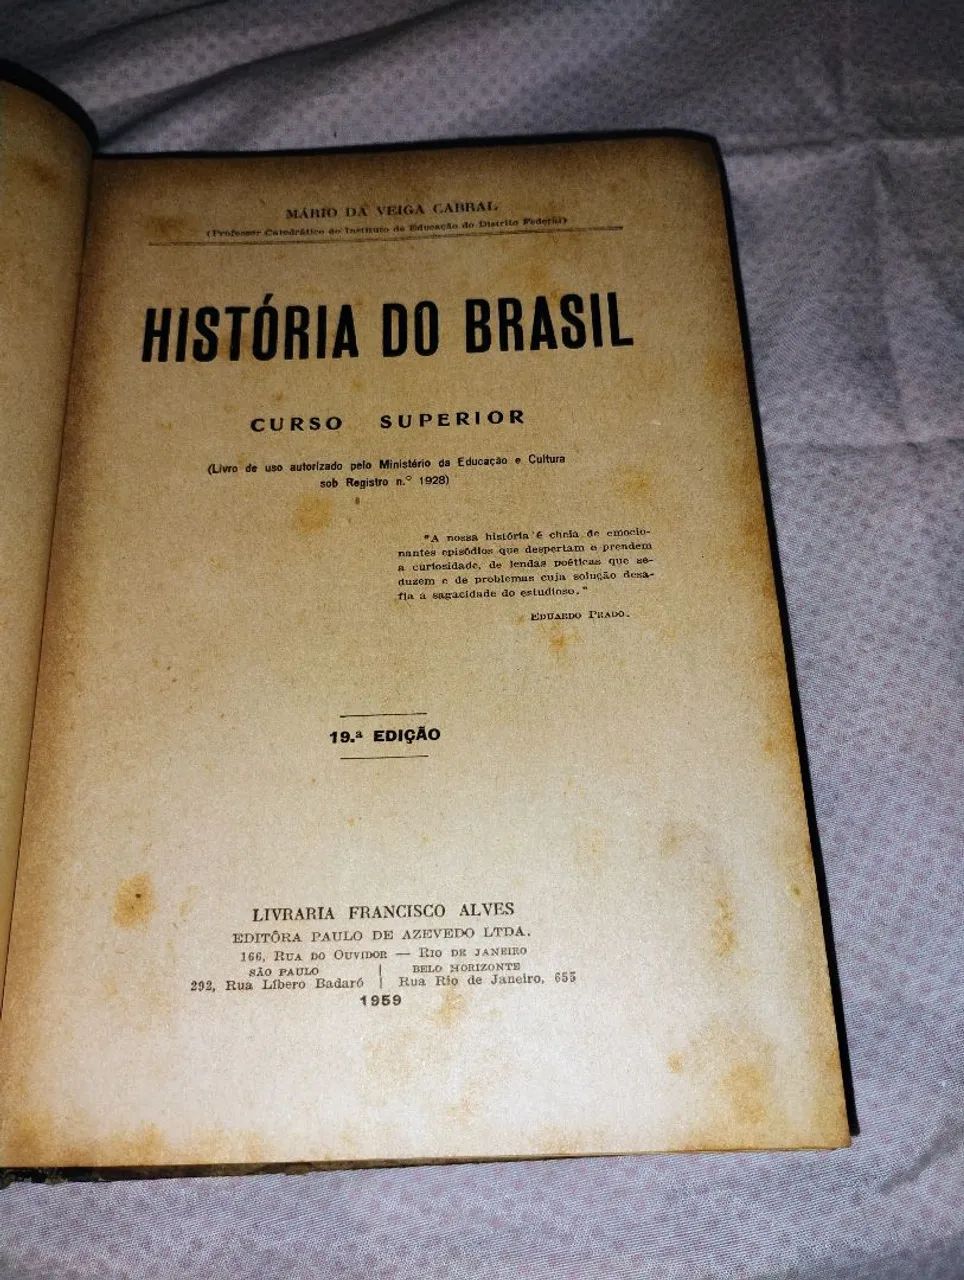 MÁRIO DA VEIGA CABRAL
(Professor Catedrático do Instituto de Educação do Distrito Federal)
HISTÓRIA DO BRASIL
CURSO SUPERIOR
(Livro de uso autorizado pelo Ministério da Educação e Cultura
sob Registro n.º 1928)
"A nossa história é cheia de emocio-
nantes episódios que despertam e prendem
a curiosidade, de lendas poéticas que se-
duzem e de problemas cuja solução desa-
fia a sagacidade do estudioso."
EDUARDO PRADO.
19.ª EDIÇÃO
LIVRARIA FRANCISCO ALVES
EDITÔRA PAULO DE AZEVEDO LTDA.
166, RUA DO OUVIDOR — RIO DE JANEIRO
SÃO PAULO | BELO HORIZONTE
292, Rua Líbero Badaró | Rua Rio de Janeiro, 655
1959